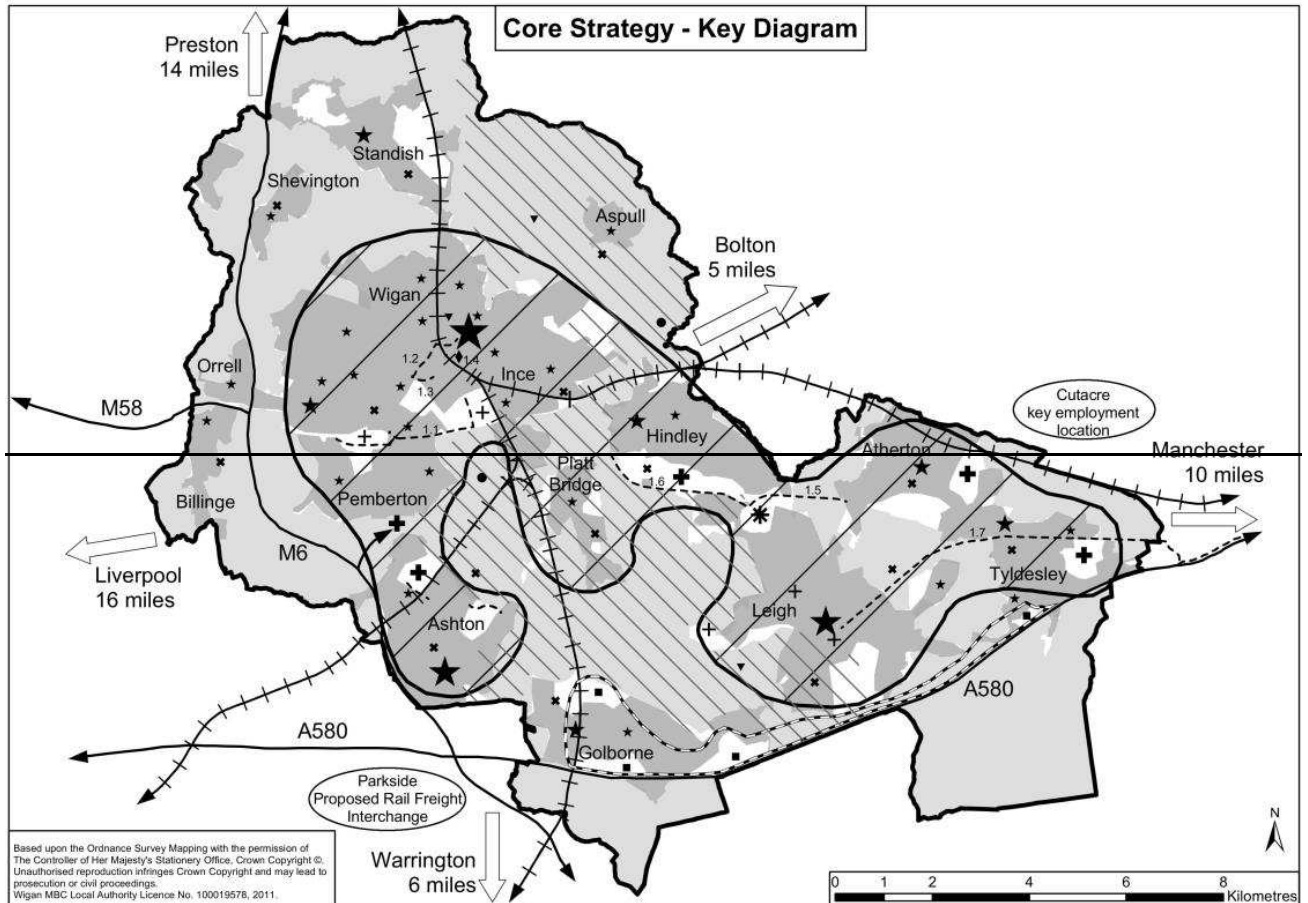 Core Strategy - Key Diagram
Preston
14 miles
Standish
Shevington
Aspull
Bolton
5 miles
Wigan
1.2
1.4
Orrell
Ince
1.3
M58
Cutacre
key employment
location
1.1
Hindley
Atherton
Manchester
10 miles
Platt
Bridge
Billinge
Pemberton
1.6
1.5
1.7
M6
Liverpool
16 miles
Tyldesley
Leigh
Ashton
A580
A580
Golborne
Parkside
Proposed Rail Freight
Interchange
N
Warrington
6 miles
Based upon the Ordnance Survey Mapping with the permission of
The Controller of Her Majesty's Stationery Office, Crown Copyright ©.
Unauthorised reproduction infringes Crown Copyright and may lead to
prosecution or civil proceedings.
Wigan MBC Local Authority Licence No. 100019578, 2011.
0 1 2 4 6 8
Kilometres